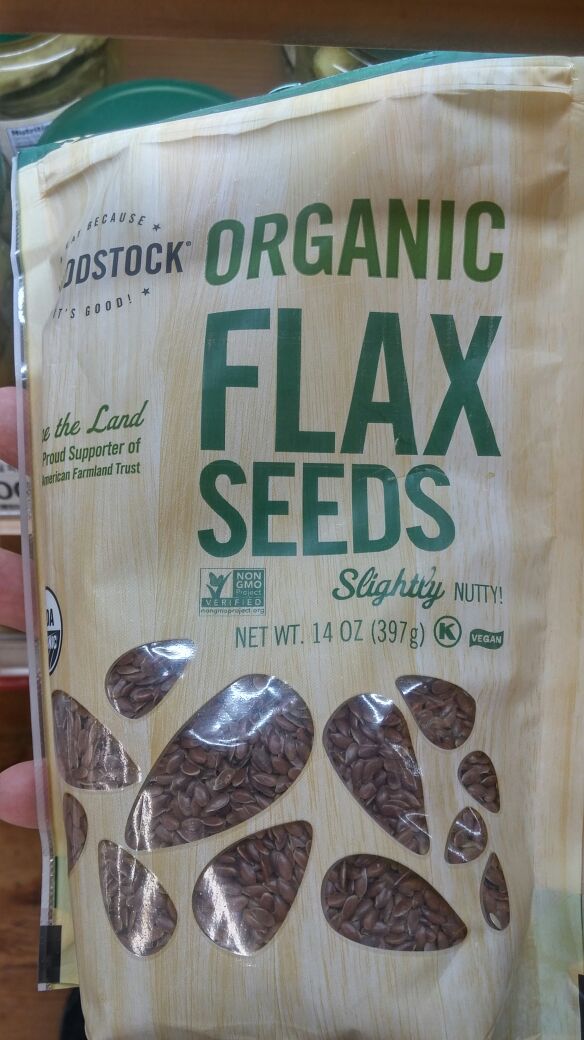 BECAUSE
ODSTOCK®
IT'S GOOD!
ORGANIC
FLAX
SEEDS
the Land
Proud Supporter of
American Farmland Trust
NON
GMO
Project
VERIFIED
nongmoproject.org
Slightly NUTTY!
NET WT. 14 OZ (397g) K VEGAN